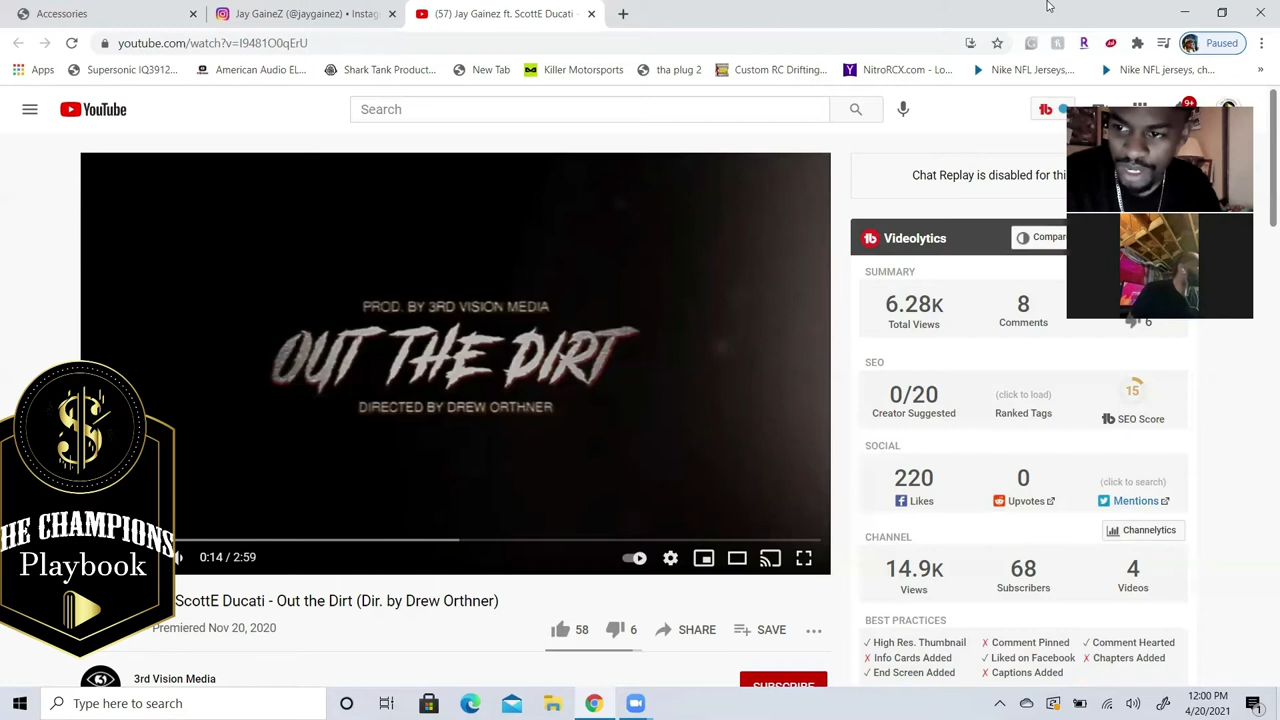 Accessories
Jay GaineZ (@jaygainez) • Instag
(57) Jay Gainez ft. ScottE Ducati -
youtube.com/watch?v=I9481O0qErU
Paused
Apps
Supersonic IQ3912...
American Audio EL...
Shark Tank Product...
New Tab
Killer Motorsports
tha plug 2
Custom RC Drifting...
NitroRCX.com - Lo...
Nike NFL Jerseys,...
Nike NFL jerseys, ch...
»
YouTube
Search
9+
Chat Replay is disabled for thi
Videolytics
Compar
SUMMARY
6.28K
8
Total Views
Comments
6
SEO
0/20
(click to load)
15
Creator Suggested
Ranked Tags
SEO Score
SOCIAL
220
0
(click to search)
Likes
Upvotes
Mentions
Channelytics
CHANNEL
14.9K
68
4
Views
Subscribers
Videos
BEST PRACTICES
✓ High Res. Thumbnail
✗ Comment Pinned
✓ Comment Hearted
✗ Info Cards Added
✓ Liked on Facebook
✗ Chapters Added
✓ End Screen Added
✗ Captions Added
PROD. BY 3RD VISION MEDIA
OUT THE DIRT
DIRECTED BY DREW ORTHNER
0:14 / 2:59
ScottE Ducati - Out the Dirt (Dir. by Drew Orthner)
Premiered Nov 20, 2020
58
6
SHARE
SAVE
3rd Vision Media
SUBSCRIBE
$
HE CHAMPIONS
Playbook
Type here to search
12:00 PM
4/20/2021
1